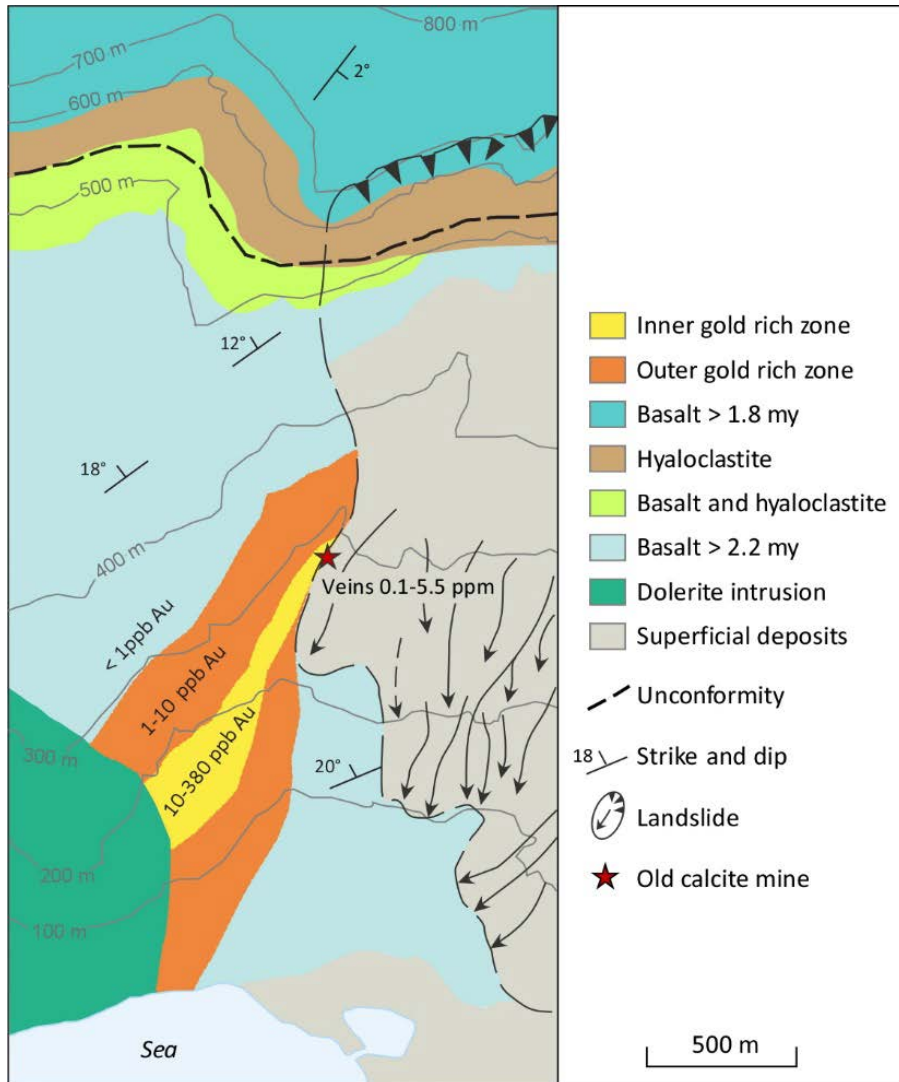 800 m
700 m
2°
600 m
500 m
12°
18°
400 m
Veins 0.1-5.5 ppm
< 1ppb Au
1-10 ppb Au
10-380 ppb Au
300 m
20°
200 m
100 m
Sea
Inner gold rich zone
Outer gold rich zone
Basalt > 1.8 my
Hyaloclastite
Basalt and hyaloclastite
Basalt > 2.2 my
Dolerite intrusion
Superficial deposits
Unconformity
18 Strike and dip
Landslide
Old calcite mine
500 m